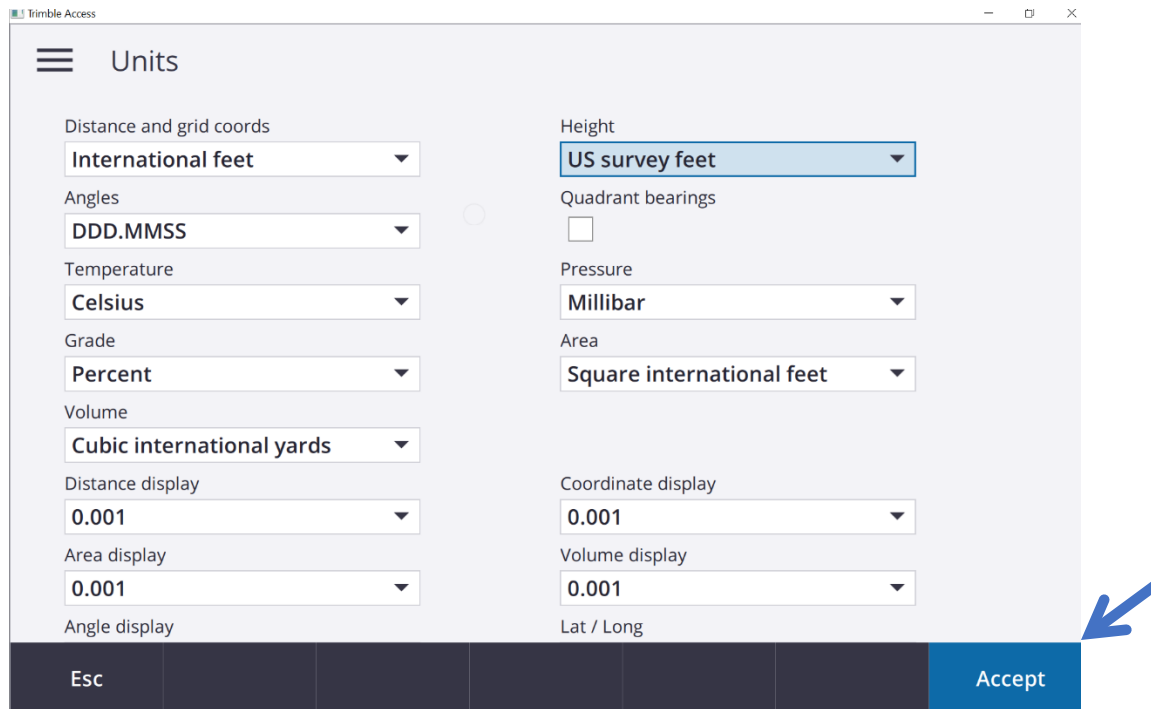 Trimble Access
Units
Distance and grid coords
Height
International feet
US survey feet
Angles
Quadrant bearings
DDD.MMSS
Temperature
Pressure
Celsius
Millibar
Grade
Area
Percent
Square international feet
Volume
Cubic international yards
Distance display
Coordinate display
0.001
0.001
Area display
Volume display
0.001
0.001
Angle display
Lat / Long
Esc
Accept